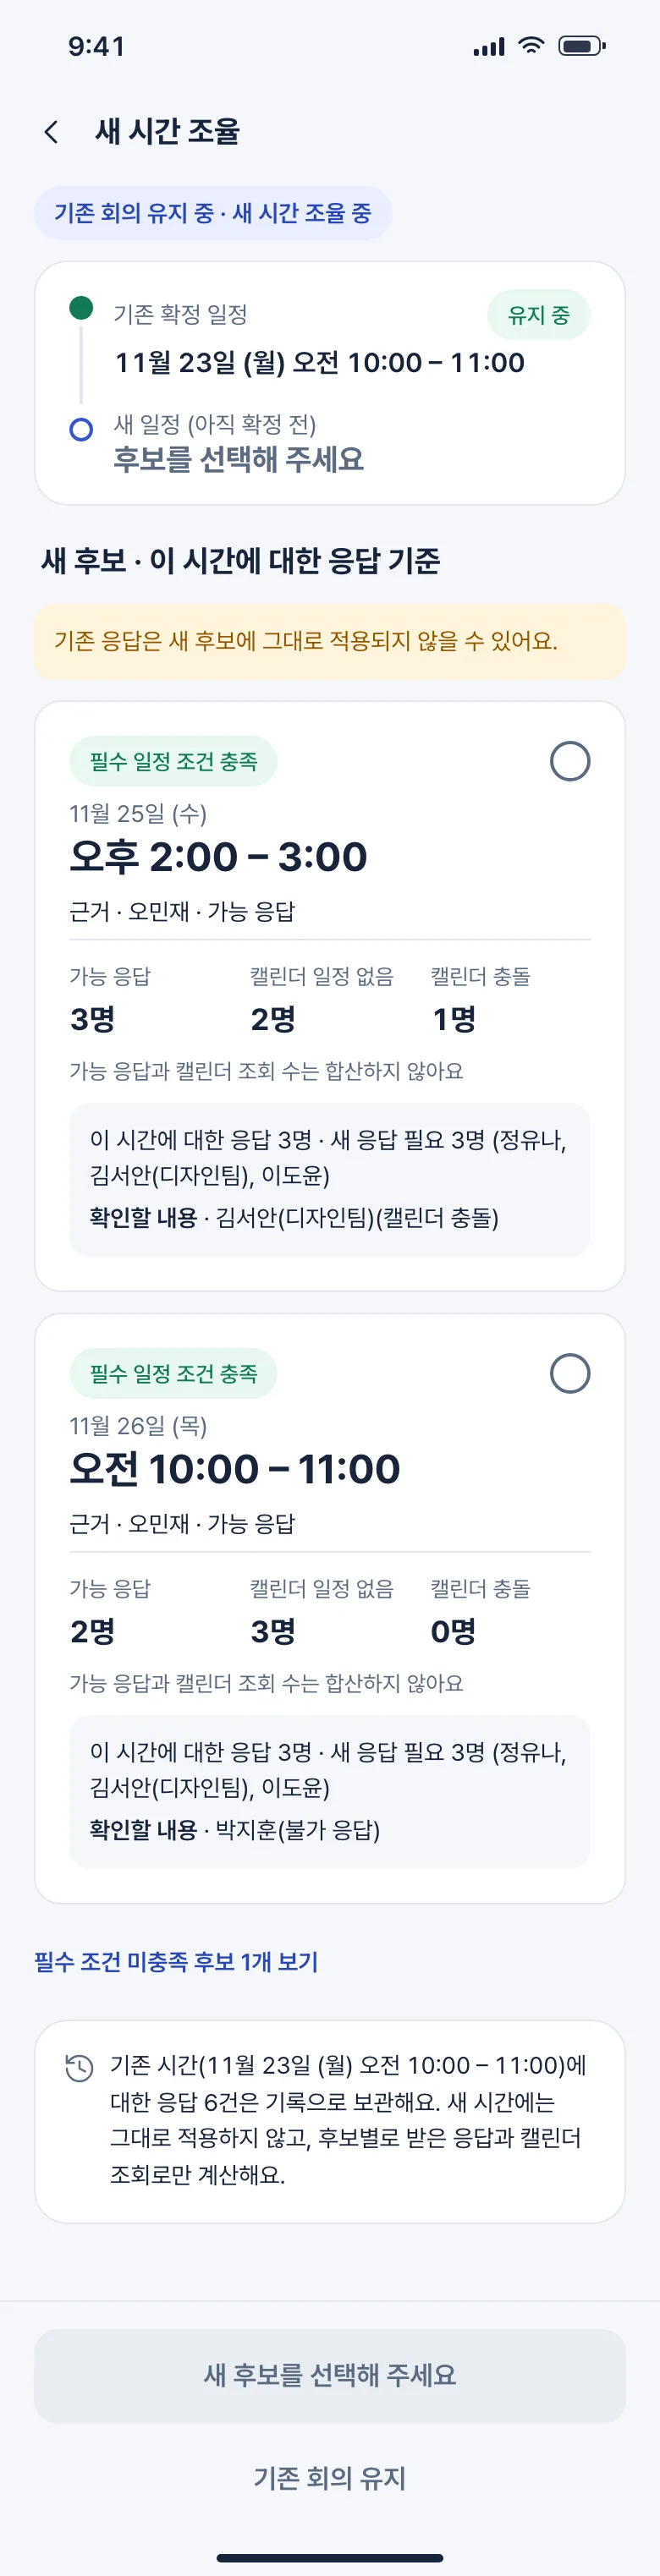 9:41
새 시간 조율
기존 회의 유지 중 · 새 시간 조율 중
기존 확정 일정
유지 중
11월 23일 (월) 오전 10:00 – 11:00
새 일정 (아직 확정 전)
후보를 선택해 주세요
새 후보 · 이 시간에 대한 응답 기준
기존 응답은 새 후보에 그대로 적용되지 않을 수 있어요.
필수 일정 조건 충족
11월 25일 (수)
오후 2:00 – 3:00
근거 · 오민재 · 가능 응답
가능 응답 캘린더 일정 없음 캘린더 충돌
3명 2명 1명
가능 응답과 캘린더 조회 수는 합산하지 않아요
이 시간에 대한 응답 3명 · 새 응답 필요 3명 (정유나,
김서안(디자인팀), 이도윤)
확인할 내용 · 김서안(디자인팀)(캘린더 충돌)
필수 일정 조건 충족
11월 26일 (목)
오전 10:00 – 11:00
근거 · 오민재 · 가능 응답
가능 응답 캘린더 일정 없음 캘린더 충돌
2명 3명 0명
가능 응답과 캘린더 조회 수는 합산하지 않아요
이 시간에 대한 응답 3명 · 새 응답 필요 3명 (정유나,
김서안(디자인팀), 이도윤)
확인할 내용 · 박지훈(불가 응답)
필수 조건 미충족 후보 1개 보기
기존 시간(11월 23일 (월) 오전 10:00 – 11:00)에
대한 응답 6건은 기록으로 보관해요. 새 시간에는
그대로 적용하지 않고, 후보별로 받은 응답과 캘린더
조회로만 계산해요.
새 후보를 선택해 주세요
기존 회의 유지